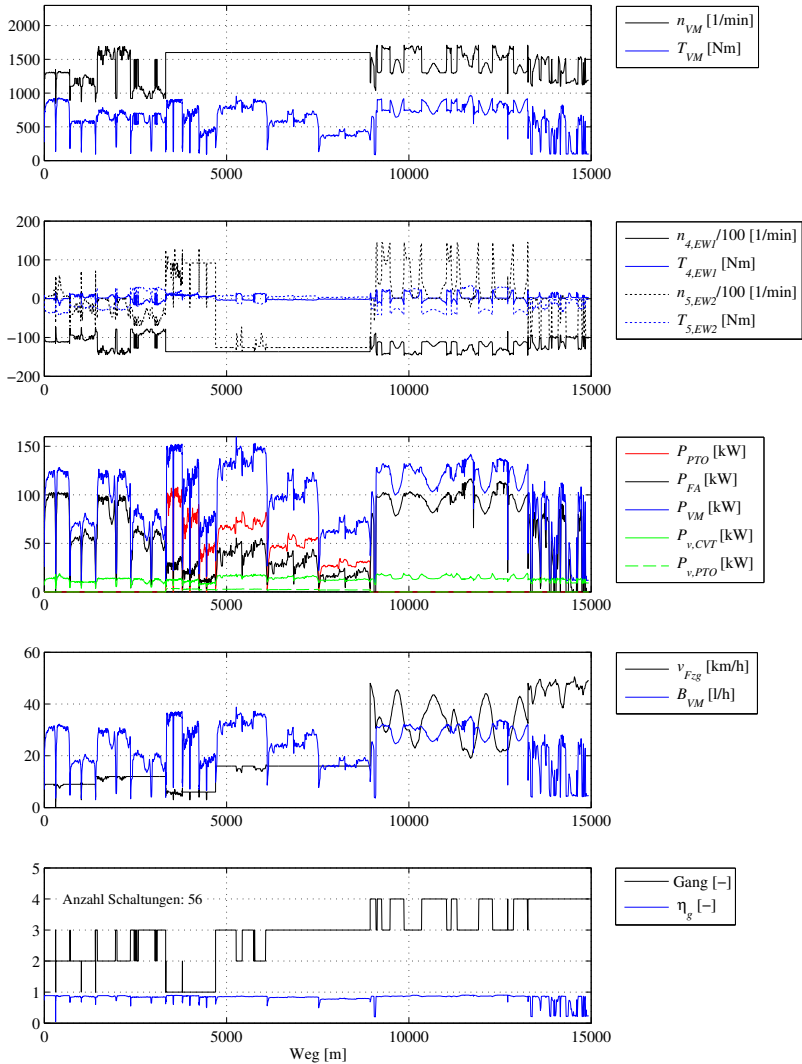 2000
1500
1000
500
0
0
5000
10000
15000
n_VM [1/min]
T_VM [Nm]
200
100
0
−100
−200
0
5000
10000
15000
n_4,EW1/100 [1/min]
T_4,EW1 [Nm]
n_5,EW2/100 [1/min]
T_5,EW2 [Nm]
150
100
50
0
0
5000
10000
15000
P_PTO [kW]
P_FA [kW]
P_VM [kW]
P_v,CVT [kW]
P_v,PTO [kW]
60
40
20
0
0
5000
10000
15000
v_Fzg [km/h]
B_VM [l/h]
5
4
3
2
1
0
Anzahl Schaltungen: 56
0
5000
10000
15000
Weg [m]
Gang [−]
η_g [−]